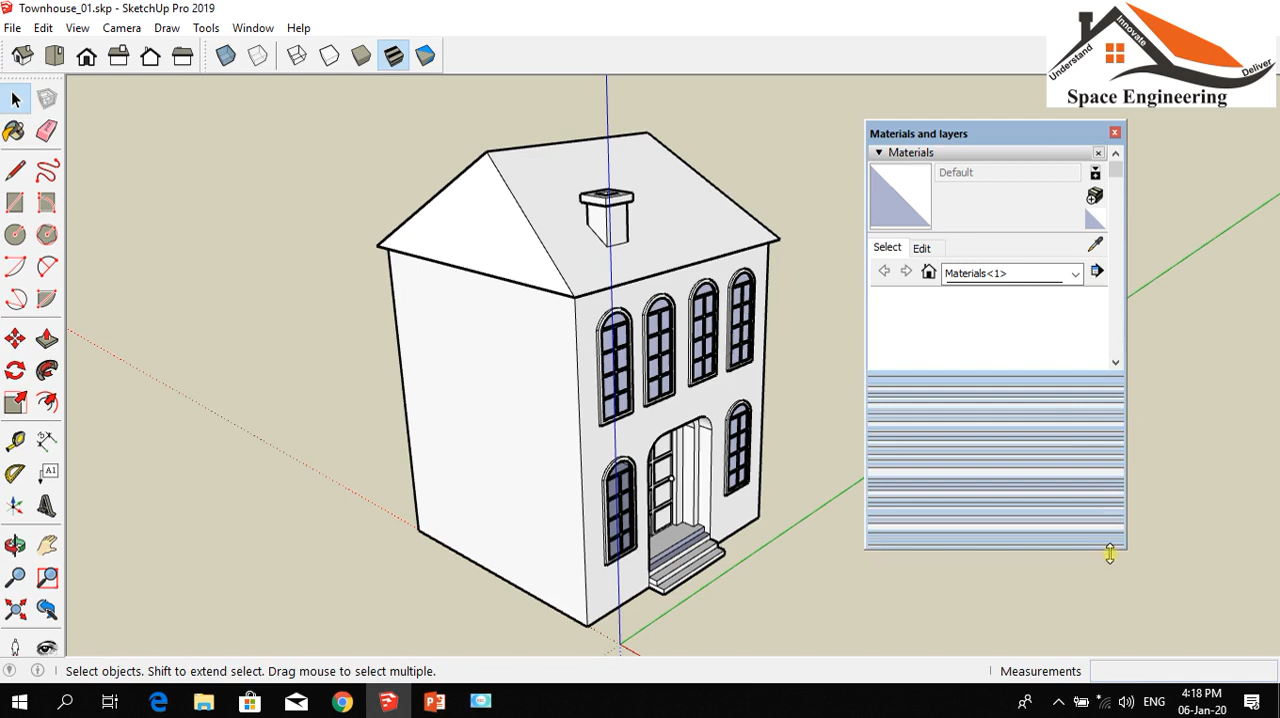 Townhouse_01.skp - SketchUp Pro 2019
File Edit View Camera Draw Tools Window Help
Understand Innovate Deliver
Space Engineering
Materials and layers
Materials
Default
Select Edit
Materials<1>
A1
Select objects. Shift to extend select. Drag mouse to select multiple.
Measurements
ENG
4:18 PM
06-Jan-20